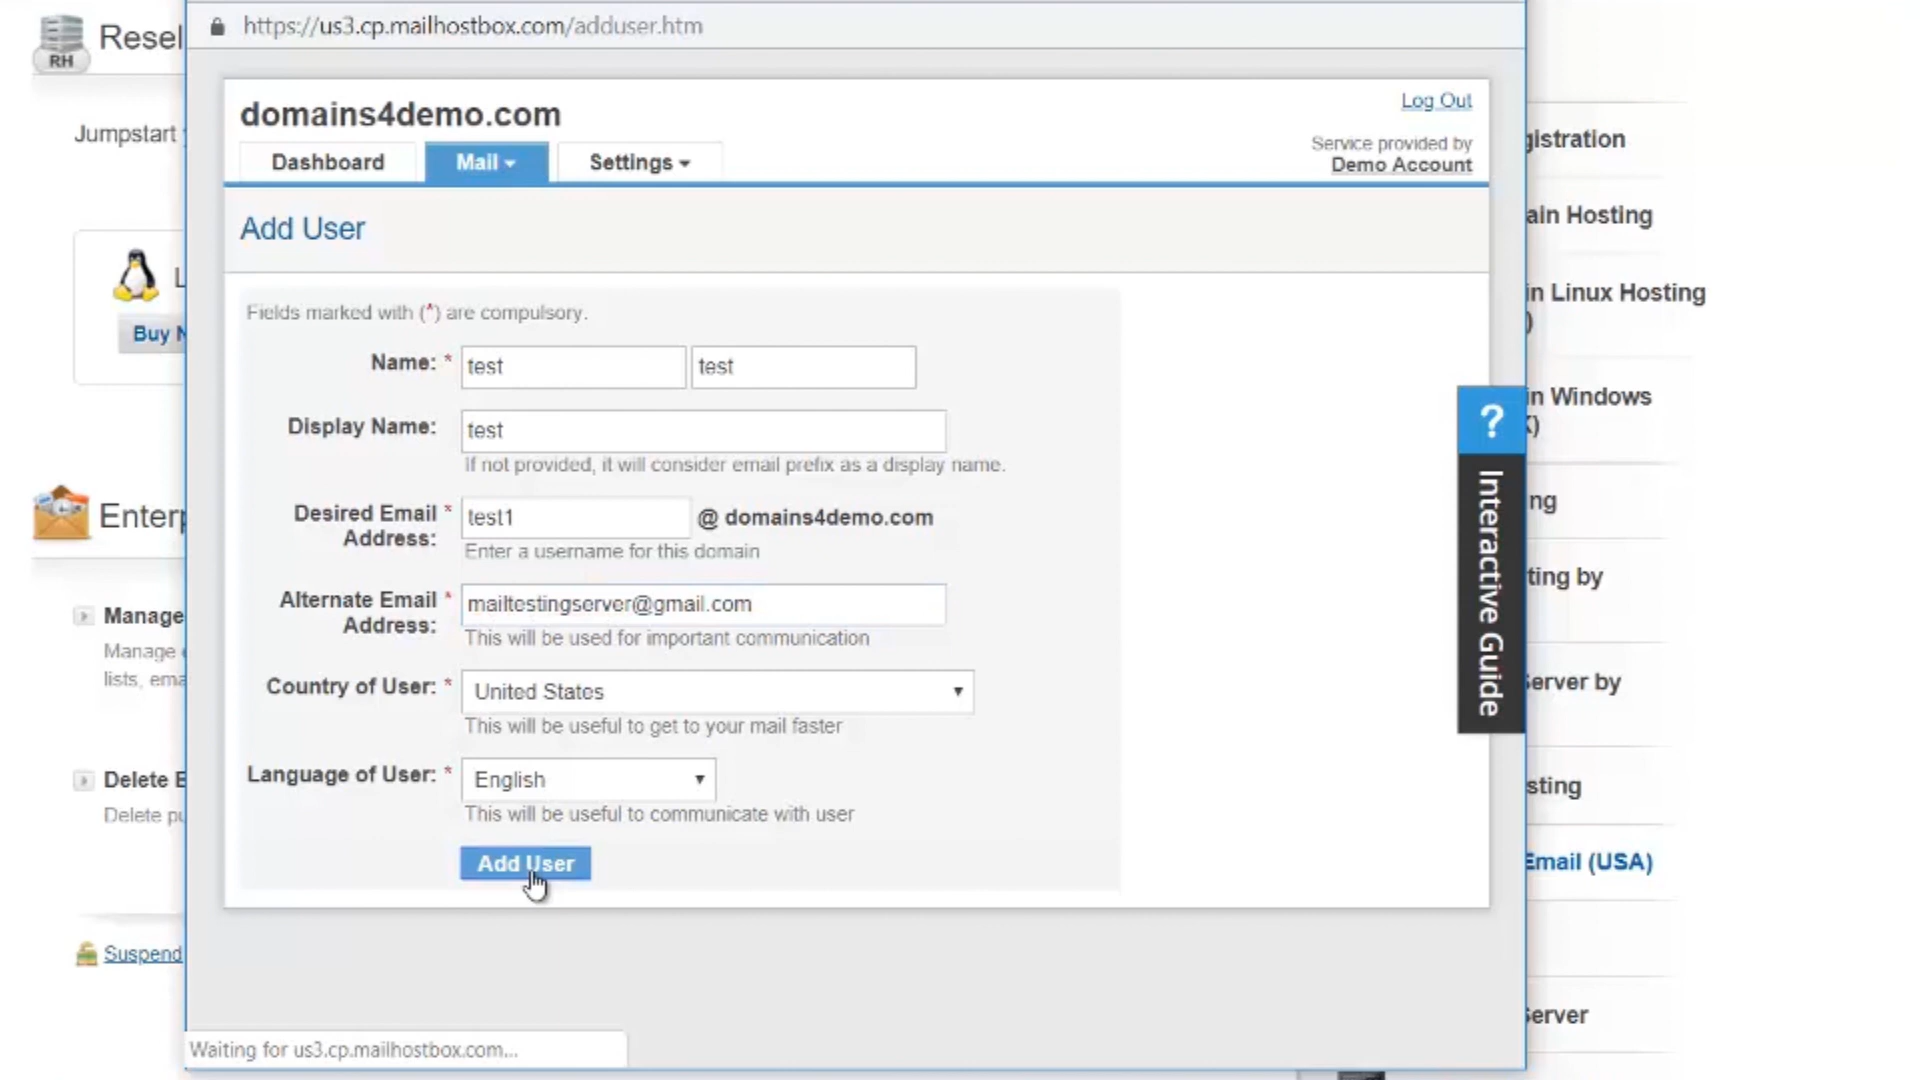 Resel
RH
Jumpstart
L
Buy N
Enterp
Manage
Manage e
lists, ema
Delete E
Delete pu
Suspend
https://us3.cp.mailhostbox.com/adduser.htm
domains4demo.com
Log Out
Service provided by
Demo Account
Dashboard
Mail
Settings
Add User
Fields marked with (*) are compulsory.
Name: * test test
Display Name: test
If not provided, it will consider email prefix as a display name.
Desired Email * test1 @ domains4demo.com
Address:
Enter a username for this domain
Alternate Email * mailtestingserver@gmail.com
Address:
This will be used for important communication
Country of User: * United States
This will be useful to get to your mail faster
Language of User: * English
This will be useful to communicate with user
Add User
Waiting for us3.cp.mailhostbox.com...
?
Interactive Guide
gistration
ain Hosting
in Linux Hosting
)
in Windows
K)
ng
ting by
Server by
sting
Email (USA)
Server